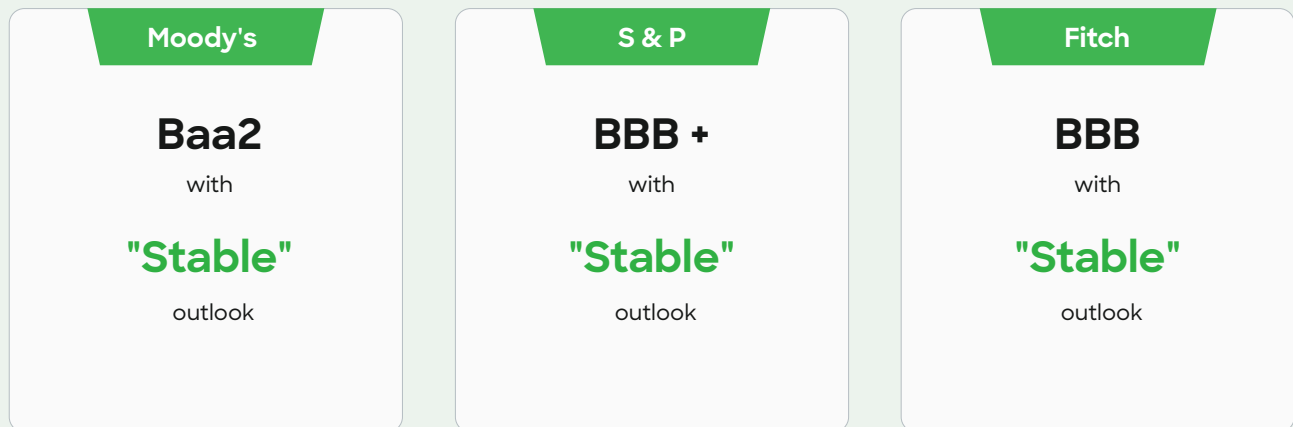 Moody's
Baa2
with
"Stable"
outlook
S & P
BBB +
with
"Stable"
outlook
Fitch
BBB
with
"Stable"
outlook